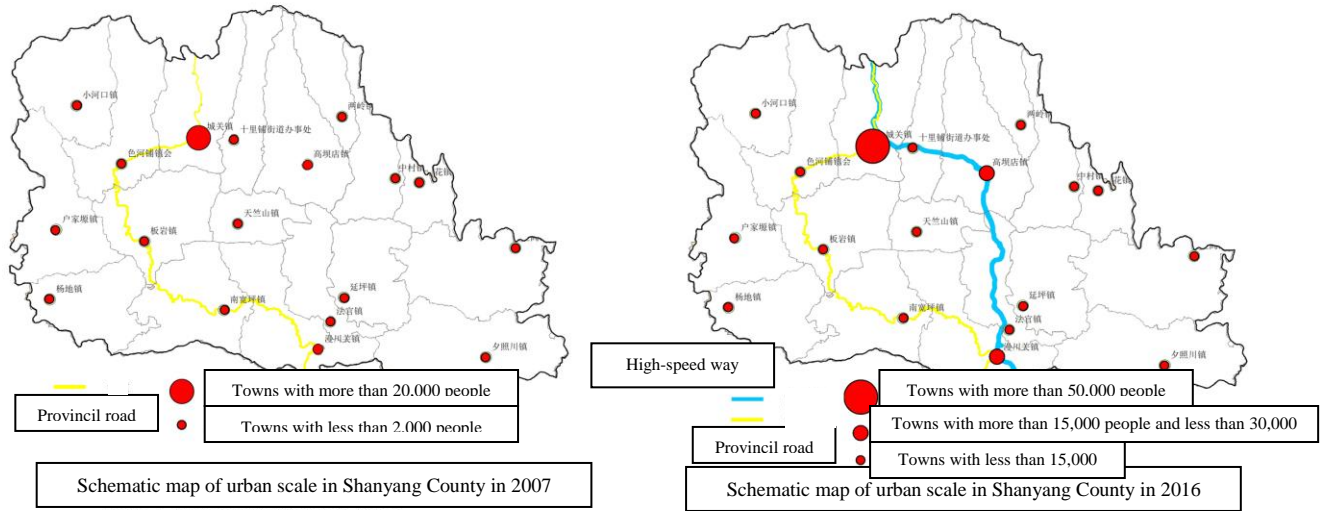 小河口镇
两岭镇
城关镇
十里铺街道办事处
色河铺镇会
高坝店镇
中村镇
花镇
户家塬镇
天竺山镇
板岩镇
杨地镇
延坪镇
南宽坪镇
法官镇
漫川关镇
夕照川镇
Towns with more than 20.000 people
Provincil road
Towns with less than 2.000 people
Schematic map of urban scale in Shanyang County in 2007
小河口镇
两岭镇
城关镇
十里铺街道办事处
色河铺镇会
高坝店镇
中村镇
花镇
户家塬镇
天竺山镇
板岩镇
杨地镇
延坪镇
南宽坪镇
法官镇
漫川关镇
夕照川镇
High-speed way
Towns with more than 50.000 people
Towns with more than 15,000 people and less than 30,000
Provincil road
Towns with less than 15,000
Schematic map of urban scale in Shanyang County in 2016